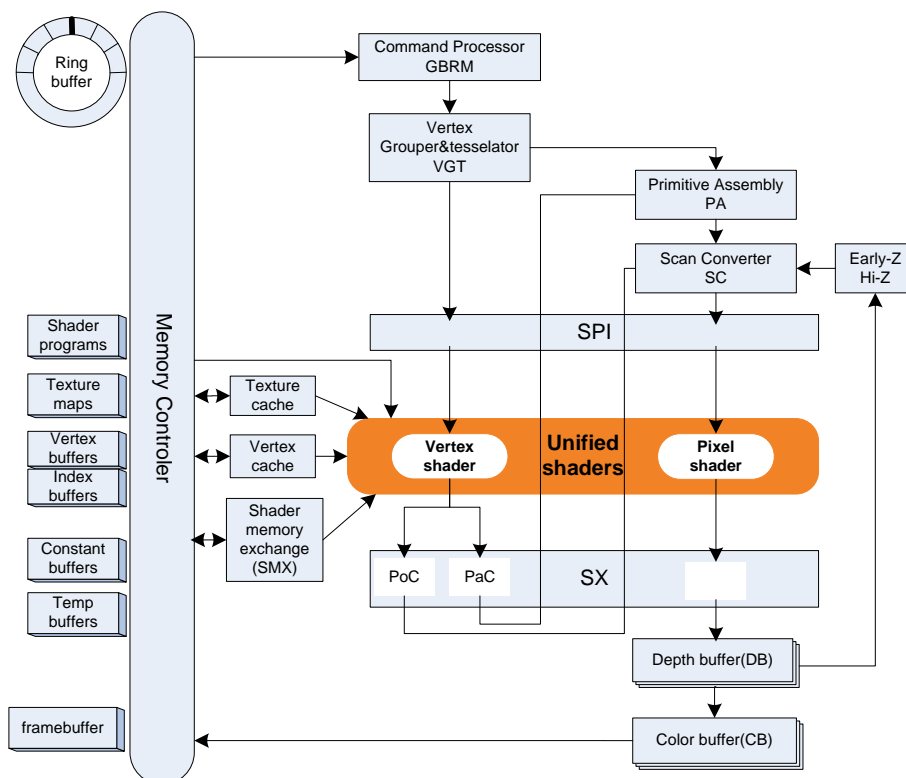 Ring
buffer
Command Processor
GBRM
Vertex
Grouper&tesselator
VGT
Primitive Assembly
PA
Scan Converter
SC
Early-Z
Hi-Z
SPI
Memory Controler
Shader
programs
Texture
maps
Vertex
buffers
Index
buffers
Constant
buffers
Temp
buffers
framebuffer
Texture
cache
Vertex
cache
Shader
memory
exchange
(SMX)
Vertex
shader
Unified
shaders
Pixel
shader
PoC
PaC
SX
Depth buffer(DB)
Color buffer(CB)